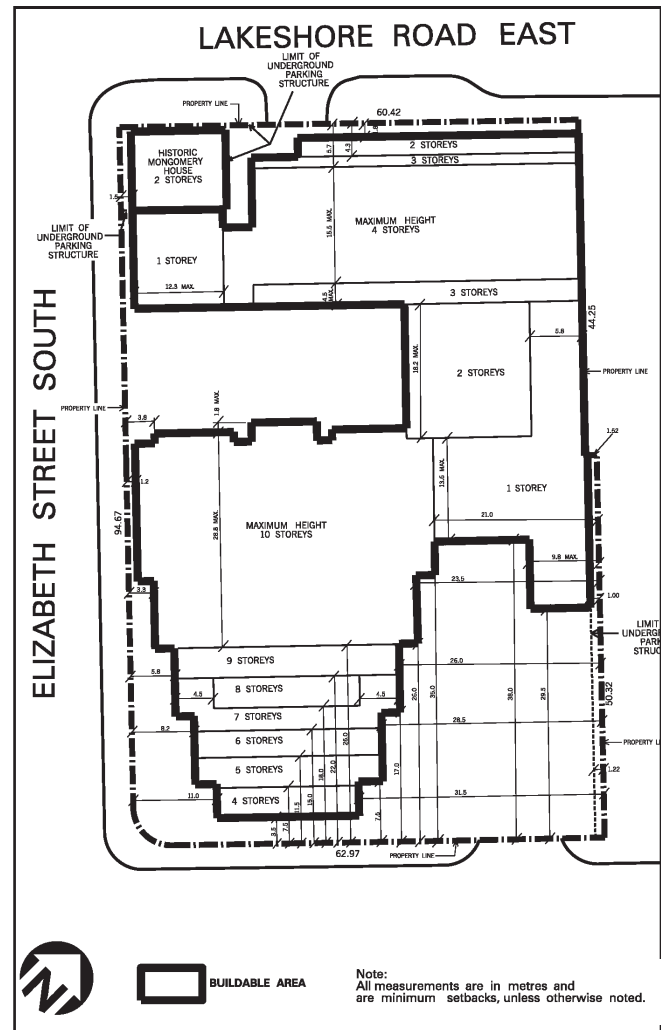 LAKESHORE ROAD EAST
LIMIT OF
UNDERGROUND
PARKING
STRUCTURE
PROPERTY LINE
60.42
1.8
5.7
4.3
2 STOREYS
3 STOREYS
HISTORIC
MONGOMERY
HOUSE
2 STOREYS
1.5
LIMIT OF
UNDERGROUND
PARKING
STRUCTURE
MAXIMUM HEIGHT
4 STOREYS
1 STOREY
12.3 MAX.
4.5
MAX.
3 STOREYS
44.25
5.8
18.2 MAX.
2 STOREYS
PROPERTY LINE
ELIZABETH STREET SOUTH
PROPERTY LINE
3.8
1.8 MAX.
1.52
1.2
1 STOREY
21.0
94.67
28.8 MAX.
MAXIMUM HEIGHT
10 STOREYS
9.8 MAX.
23.5
3.3
1.00
LIMIT
UNDERGR
PARK
STRUC
9 STOREYS
26.0
5.8
8 STOREYS
4.5
4.5
50.32
7 STOREYS
28.5
8.2
6 STOREYS
PROPERTY L
5 STOREYS
1.22
11.0
4 STOREYS
31.5
3.5
7.5
11.5
15.0
18.0
22.0
26.0
7.5
17.0
26.0
35.0
38.0
29.5
62.97
PROPERTY LINE
N
BUILDABLE AREA
Note:
All measurements are in metres and
are minimum setbacks, unless otherwise noted.